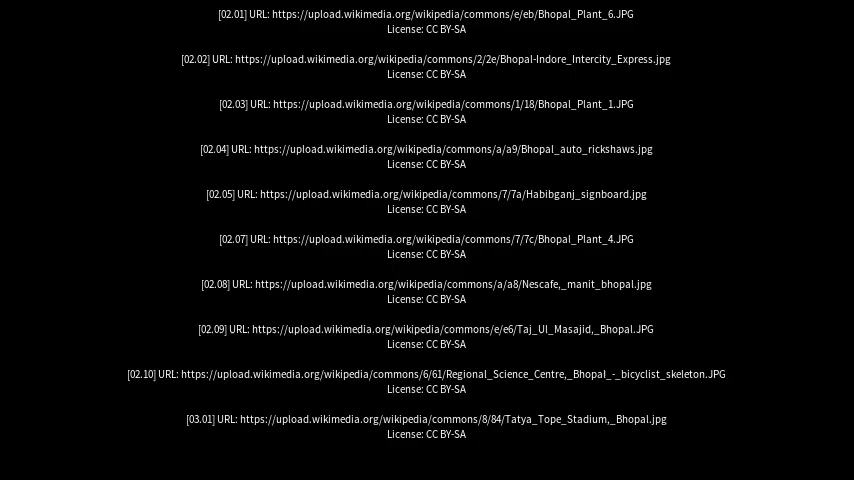 [02.01] URL: https://upload.wikimedia.org/wikipedia/commons/e/eb/Bhopal_Plant_6.JPG
License: CC BY-SA
[02.02] URL: https://upload.wikimedia.org/wikipedia/commons/2/2e/Bhopal-Indore_Intercity_Express.jpg
License: CC BY-SA
[02.03] URL: https://upload.wikimedia.org/wikipedia/commons/1/18/Bhopal_Plant_1.JPG
License: CC BY-SA
[02.04] URL: https://upload.wikimedia.org/wikipedia/commons/a/a9/Bhopal_auto_rickshaws.jpg
License: CC BY-SA
[02.05] URL: https://upload.wikimedia.org/wikipedia/commons/7/7a/Habibganj_signboard.jpg
License: CC BY-SA
[02.07] URL: https://upload.wikimedia.org/wikipedia/commons/7/7c/Bhopal_Plant_4.JPG
License: CC BY-SA
[02.08] URL: https://upload.wikimedia.org/wikipedia/commons/a/a8/Nescafe,_manit_bhopal.jpg
License: CC BY-SA
[02.09] URL: https://upload.wikimedia.org/wikipedia/commons/e/e6/Taj_Ul_Masajid,_Bhopal.JPG
License: CC BY-SA
[02.10] URL: https://upload.wikimedia.org/wikipedia/commons/6/61/Regional_Science_Centre,_Bhopal_-_bicyclist_skeleton.JPG
License: CC BY-SA
[03.01] URL: https://upload.wikimedia.org/wikipedia/commons/8/84/Tatya_Tope_Stadium,_Bhopal.jpg
License: CC BY-SA